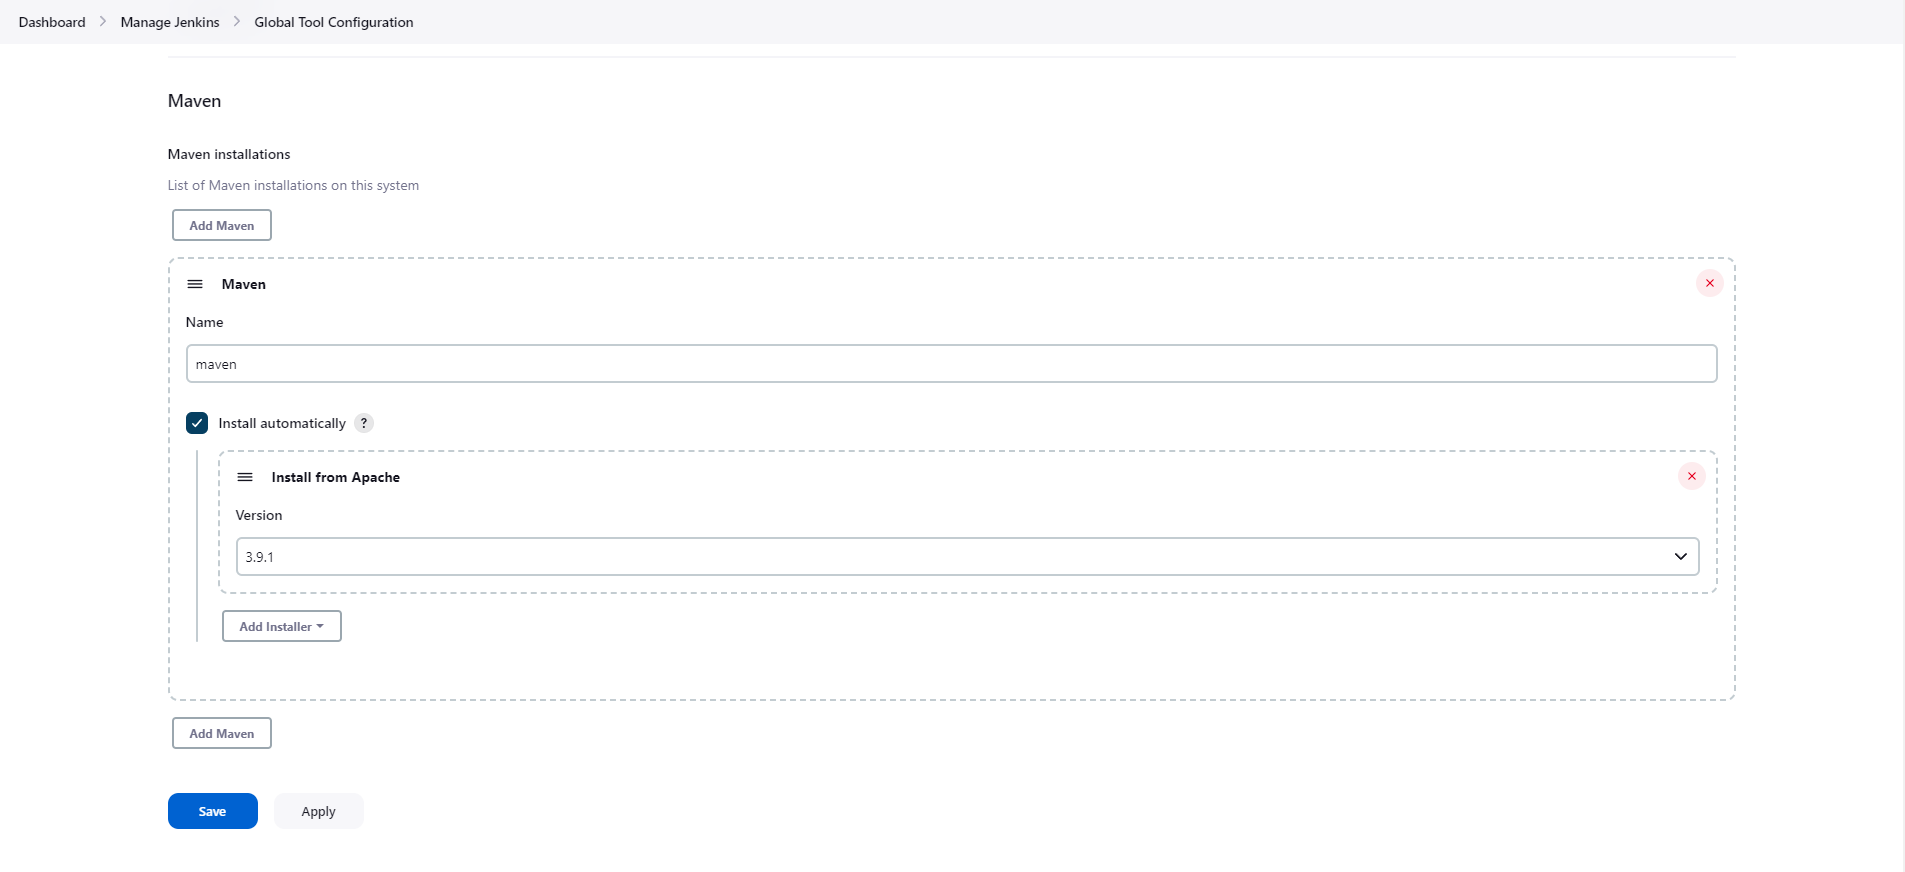 Dashboard > Manage Jenkins > Global Tool Configuration
Maven
Maven installations
List of Maven installations on this system
Add Maven
Maven
Name
maven
Install automatically ?
Install from Apache
Version
3.9.1
Add Installer
Add Maven
Save Apply